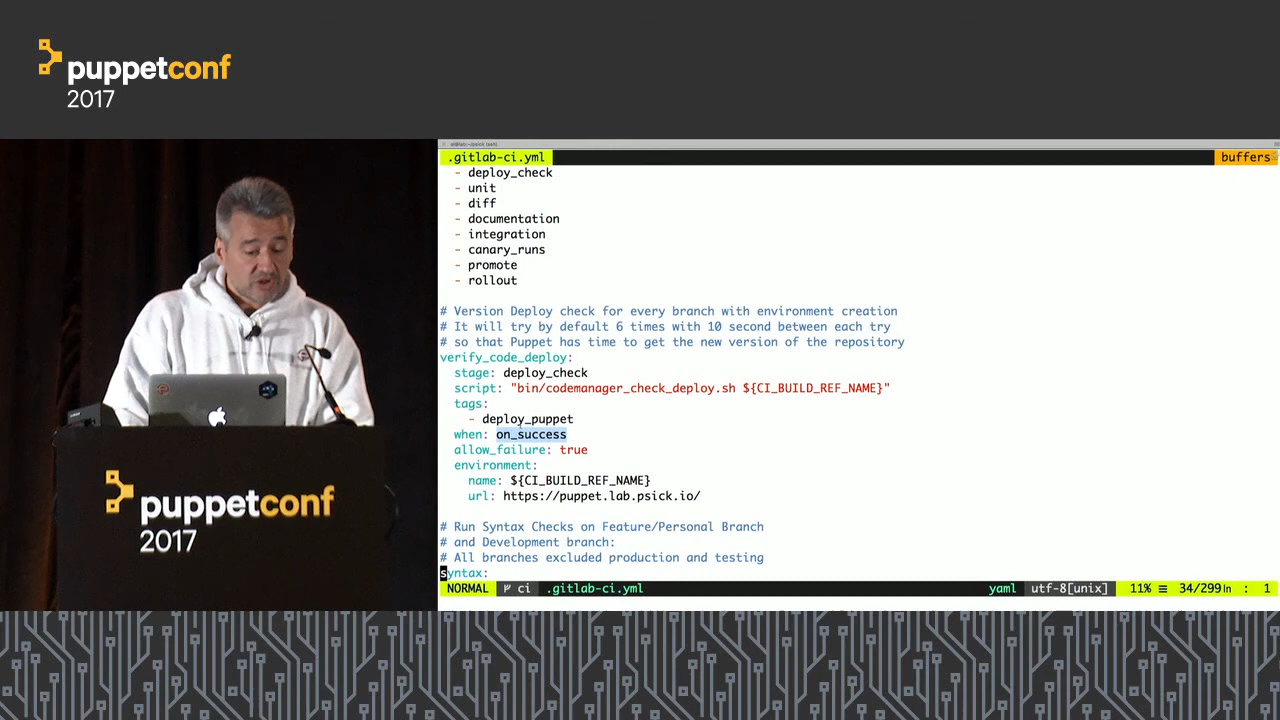 puppetconf
2017
.gitlab-ci.yml
buffers
- deploy_check
- unit
- diff
- documentation
- integration
- canary_runs
- promote
- rollout
# Version Deploy check for every branch with environment creation
# It will try by default 6 times with 10 second between each try
# so that Puppet has time to get the new version of the repository
verify_code_deploy:
stage: deploy_check
script: "bin/codemanager_check_deploy.sh ${CI_BUILD_REF_NAME}"
tags:
- deploy_puppet
when: on_success
allow_failure: true
environment:
name: ${CI_BUILD_REF_NAME}
url: https://puppet.lab.psick.io/
# Run Syntax Checks on Feature/Personal Branch
# and Development branch:
# All branches excluded production and testing
syntax:
NORMAL ci .gitlab-ci.yml yaml utf-8[unix] 11% ☰ 34/299㏑ : 1
puppetconf
2017